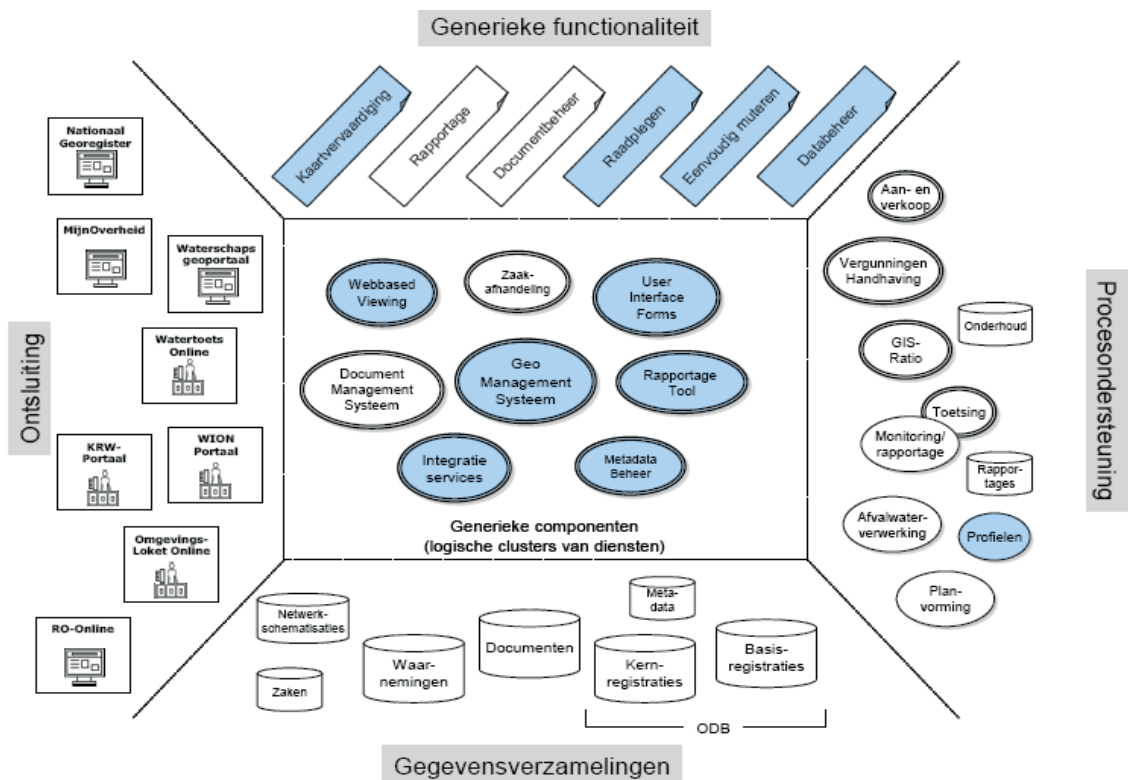 Generieke functionaliteit
Kaartvervaardiging
Rapportage
Documentbeheer
Raadplegen
Eenvoudig muteren
Databeheer
Ontsluiting
Nationaal
Georegister
MijnOverheid
Waterschaps
geoportaal
Watertoets
Online
KRW-
Portaal
WION
Portaal
Omgevings-
Loket Online
RO-Online
Webbased
Viewing
Zaak-
afhandeling
User
Interface
Forms
Document
Management
Systeem
Geo
Management
Systeem
Rapportage
Tool
Integratie
services
Metadata
Beheer
Generieke componenten
(logische clusters van diensten)
Procesondersteuning
Aan- en
verkoop
Vergunningen
Handhaving
Onderhoud
GIS-
Ratio
Toetsing
Monitoring/
rapportage
Rappor-
tages
Afvalwater-
verwerking
Profielen
Plan-
vorming
Netwerk-
schematisaties
Zaken
Waar-
nemingen
Documenten
Meta-
data
Kern-
registraties
Basis-
registraties
ODB
Gegevensverzamelingen